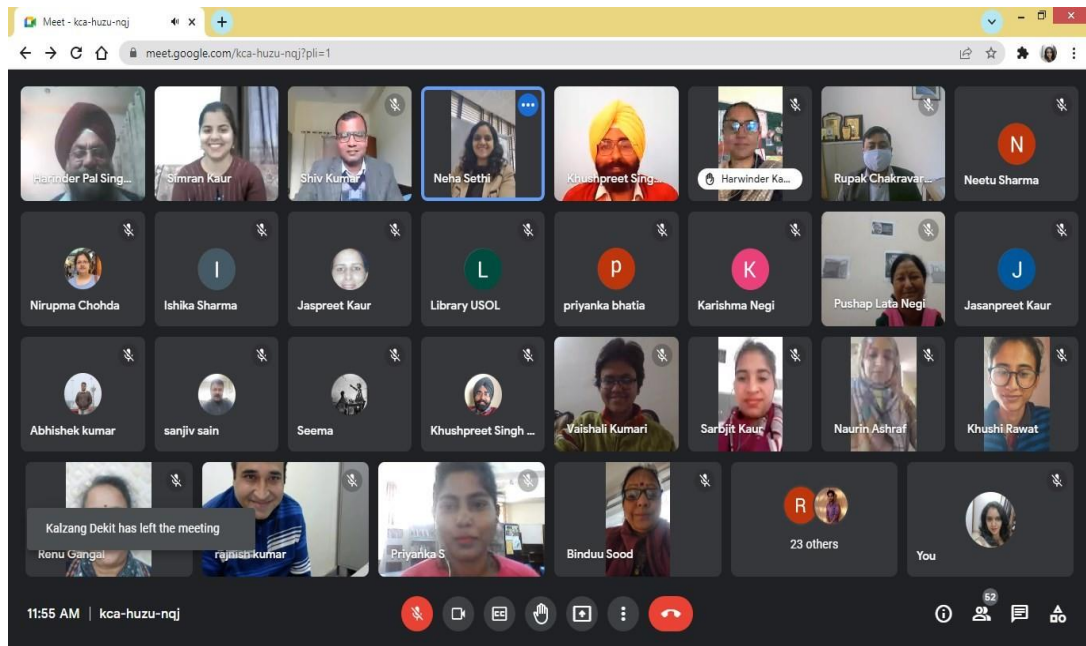 Meet - kca-huzu-nqj
meet.google.com/kca-huzu-nqj?pli=1
Harinder Pal Sing...
Simran Kaur
Shiv Kumar
Neha Sethi
Khushpreet Sing...
Harwinder Ka...
Rupak Chakravar...
N
Neetu Sharma
Nirupma Chohda
I
Ishika Sharma
Jaspreet Kaur
L
Library USOL
p
priyanka bhatia
K
Karishma Negi
Pushap Lata Negi
J
Jasanpreet Kaur
Abhishek kumar
sanjiv sain
Seema
Khushpreet Singh ...
Vaishali Kumari
Sarbjit Kaur
Naurin Ashraf
Khushi Rawat
Kalzang Dekit has left the meeting
Renu Gangal
rajnish kumar
Priyanka S
Binduu Sood
R
23 others
You
11:55 AM | kca-huzu-nqj
CC
52